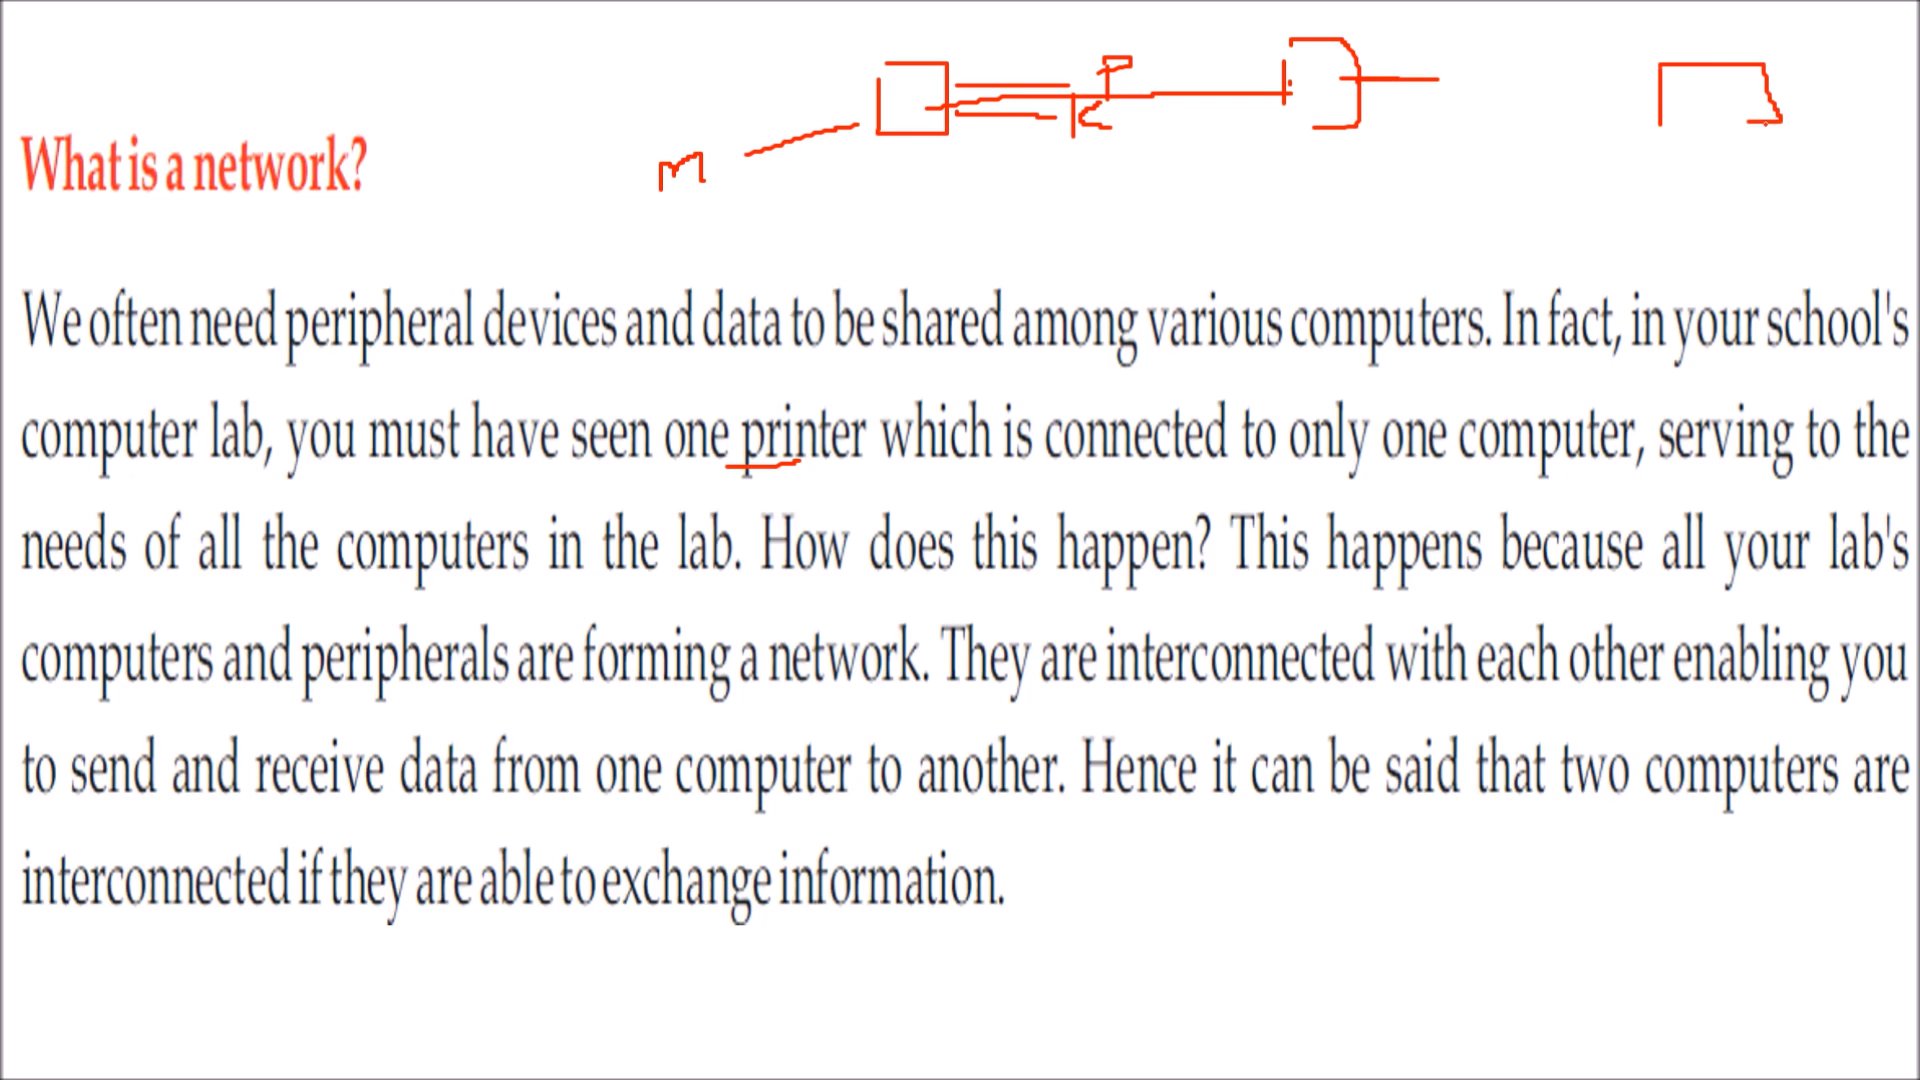 What is a network?
We often need peripheral devices and data to be shared among various computers. In fact, in your school's
computer lab, you must have seen one printer which is connected to only one computer, serving to the
needs of all the computers in the lab. How does this happen? This happens because all your lab's
computers and peripherals are forming a network. They are interconnected with each other enabling you
to send and receive data from one computer to another. Hence it can be said that two computers are
interconnected if they are able to exchange information.